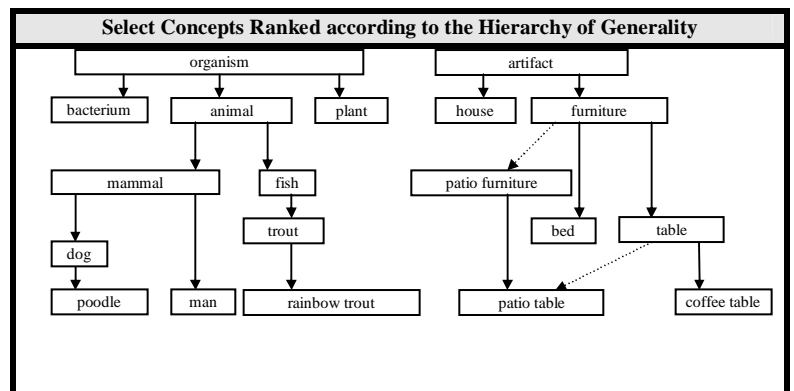 Select Concepts Ranked according to the Hierarchy of Generality
organism artifact
bacterium animal plant house furniture
mammal fish patio furniture
trout bed table
dog
poodle man rainbow trout patio table coffee table